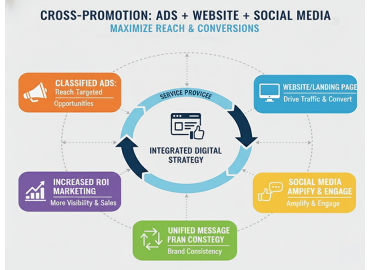 CROSS-PROMOTION: ADS + WEBSITE + SOCIAL MEDIA
MAXIMIZE REACH & CONVERSIONS
CLASSIFIED ADS:
Reach Targeted
Opportunities
SERVICE PROVICES
WEBSITE/LANDING PAGE
Drive Traffic & Convert
INTEGRATED DIGITAL
STRATEGY
INCREASED ROI
MARKETING
More Visibility & Sales
SOCIAL MEDIA
AMPIFY & ENGAGE
Amplify & Engage
UNIFIED MESSAGE
FRAN CONSTEGY
Brand Consistency